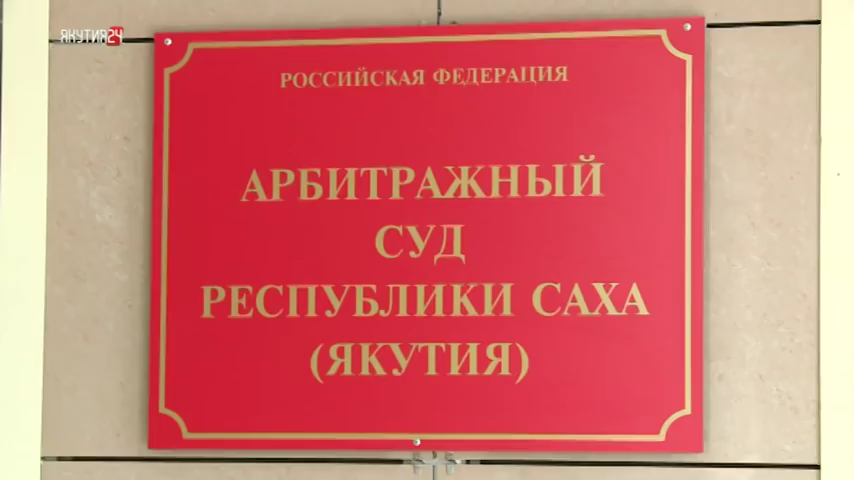 ЯКУТИЯ24
РОССИЙСКАЯ ФЕДЕРАЦИЯ
АРБИТРАЖНЫЙ
СУД
РЕСПУБЛИКИ САХА
(ЯКУТИЯ)